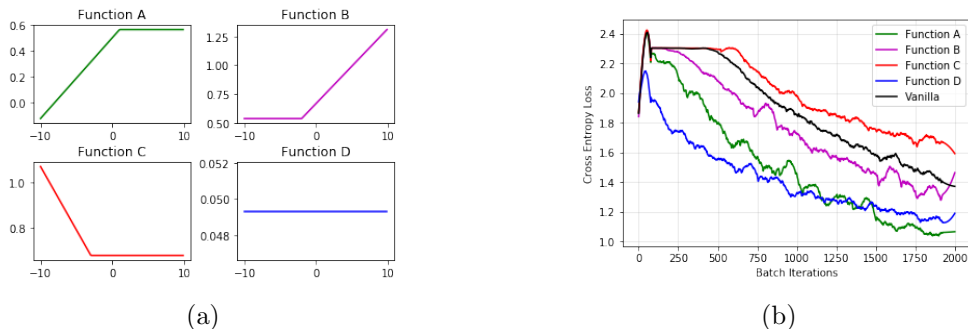 Function A
0.6
0.4
0.2
0.0
−10 0 10
Function B
1.25
1.00
0.75
0.50
−10 0 10
Function C
1.0
0.8
−10 0 10
Function D
0.052
0.050
0.048
−10 0 10
(a)
Cross Entropy Loss
2.4
2.2
2.0
1.8
1.6
1.4
1.2
1.0
Function A
Function B
Function C
Function D
Vanilla
0 250 500 750 1000 1250 1500 1750 2000
Batch Iterations
(b)